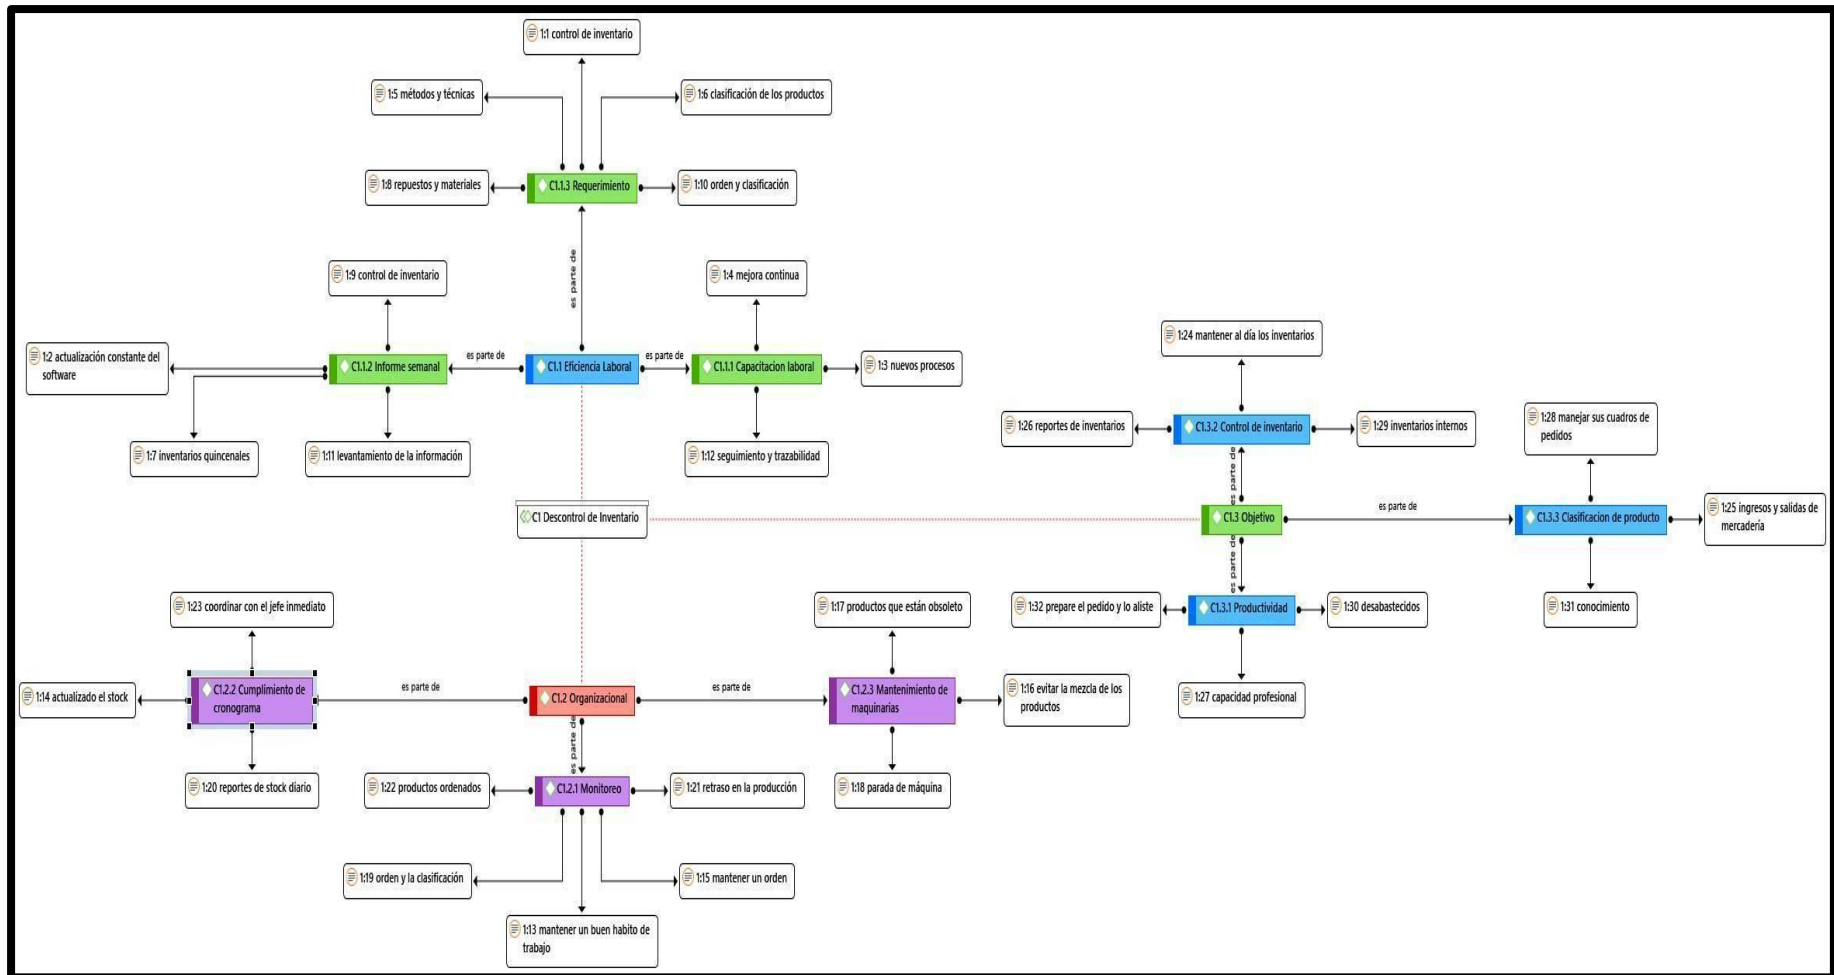 1:1 control de inventario
1:5 métodos y técnicas
1:6 clasificación de los productos
1:8 repuestos y materiales
C1.1.3 Requerimiento
1:10 orden y clasificación
es parte de
1:9 control de inventario
1:4 mejora continua
1:2 actualización constante del
software
C1.1.2 Informe semanal
es parte de
C1.1 Eficiencia Laboral
es parte de
C1.1.1 Capacitacion laboral
1:3 nuevos procesos
1:7 inventarios quincenales
1:11 levantamiento de la información
1:12 seguimiento y trazabilidad
1:24 mantener al día los inventarios
1:26 reportes de inventarios
C1.3.2 Control de inventario
1:29 inventarios internos
1:28 manejar sus cuadros de
pedidos
es parte de
C1 Descontrol de Inventario
C1.3 Objetivo
es parte de
C1.3.3 Clasificacion de producto
1:25 ingresos y salidas de
mercadería
es parte de
1:32 prepare el pedido y lo aliste
C1.3.1 Productividad
1:30 desabastecidos
1:31 conocimiento
1:27 capacidad profesional
1:23 coordinar con el jefe inmediato
1:17 productos que están obsoleto
1:14 actualizado el stock
C1.2.2 Cumplimiento de
cronograma
es parte de
C1.2 Organizacional
es parte de
C1.2.3 Mantenimiento de
maquinarias
1:16 evitar la mezcla de los
productos
es parte de
1:20 reportes de stock diario
1:22 productos ordenados
C1.2.1 Monitoreo
1:21 retraso en la producción
1:18 parada de máquina
1:19 orden y la clasificación
1:15 mantener un orden
1:13 mantener un buen habito de
trabajo